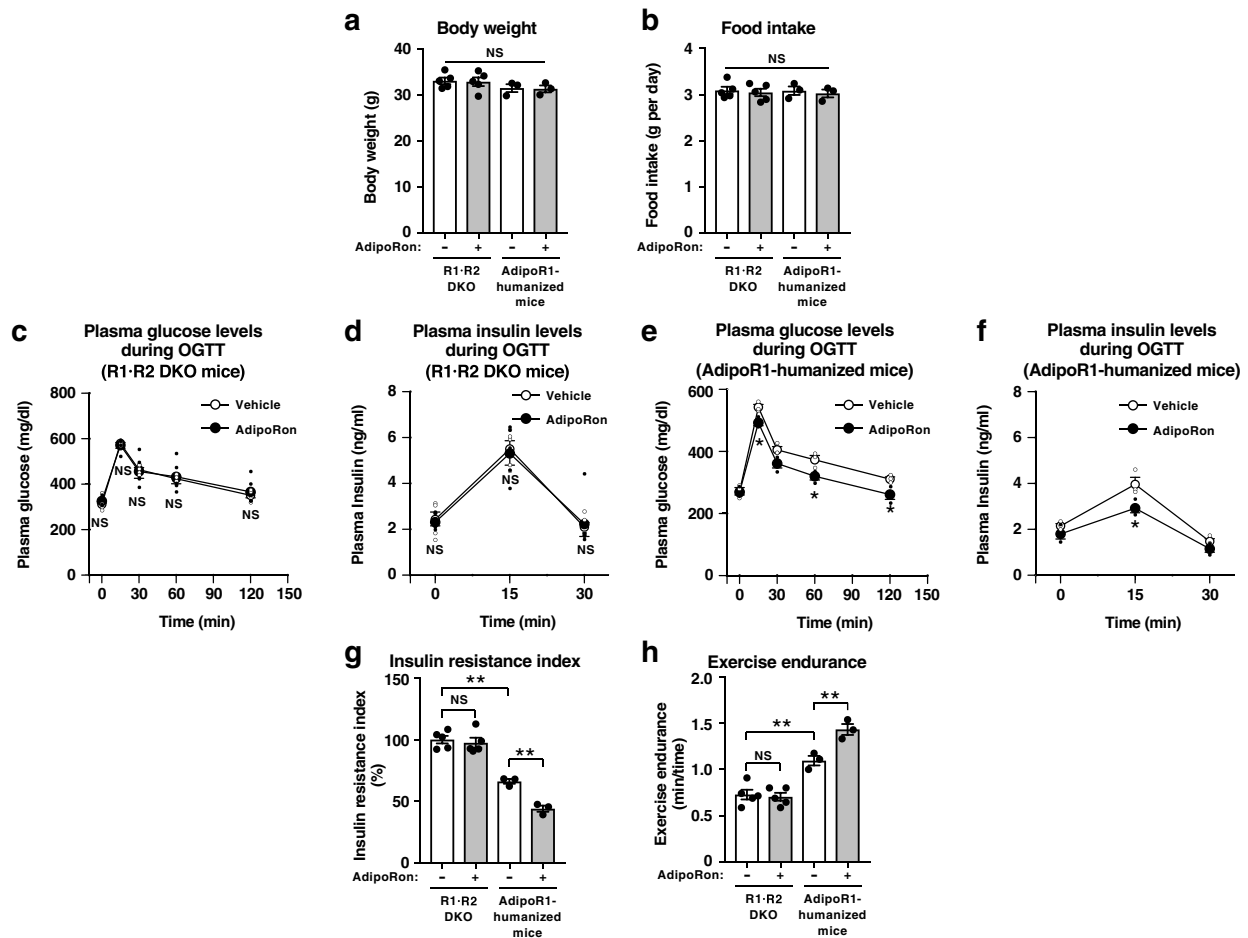 a
Body weight
Body weight (g)
40
30
20
10
0
NS
AdipoRon:
- + - +
R1·R2
DKO
AdipoR1-
humanized
mice
b
Food intake
Food intake (g per day)
4
3
2
1
0
NS
AdipoRon:
- + - +
R1·R2
DKO
AdipoR1-
humanized
mice
c
Plasma glucose levels
during OGTT
(R1·R2 DKO mice)
Plasma glucose (mg/dl)
800
600
400
200
0
Vehicle
AdipoRon
NS
NS
NS
NS
NS
0 30 60 90 120 150
Time (min)
d
Plasma insulin levels
during OGTT
(R1·R2 DKO mice)
Plasma Insulin (ng/ml)
8
6
4
2
0
Vehicle
AdipoRon
NS
NS
NS
0 15 30
Time (min)
e
Plasma glucose levels
during OGTT
(AdipoR1-humanized mice)
Plasma glucose (mg/dl)
600
400
200
0
Vehicle
AdipoRon
*
*
*
0 30 60 90 120 150
Time (min)
f
Plasma insulin levels
during OGTT
(AdipoR1-humanized mice)
Plasma Insulin (ng/ml)
8
6
4
2
0
Vehicle
AdipoRon
*
0 15 30
Time (min)
g
Insulin resistance index
Insulin resistance index
(%)
150
100
50
0
**
NS
**
AdipoRon:
- + - +
R1·R2
DKO
AdipoR1-
humanized
mice
h
Exercise endurance
Exercise endurance
(min/time)
2.0
1.5
1.0
0.5
0
**
**
NS
AdipoRon:
- + - +
R1·R2
DKO
AdipoR1-
humanized
mice